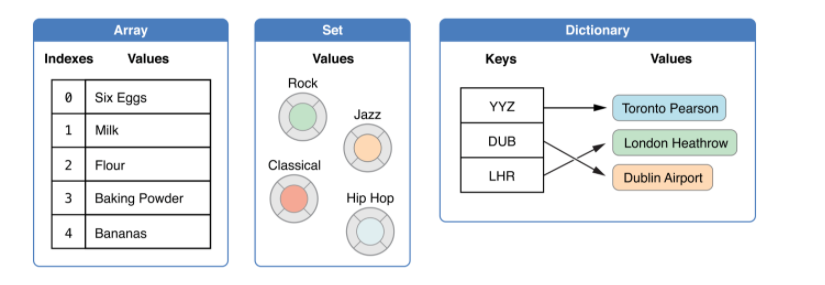 Array
Indexes Values
0 Six Eggs
1 Milk
2 Flour
3 Baking Powder
4 Bananas
Set
Values
Rock
Jazz
Classical
Hip Hop
Dictionary
Keys Values
YYZ Toronto Pearson
DUB London Heathrow
LHR Dublin Airport